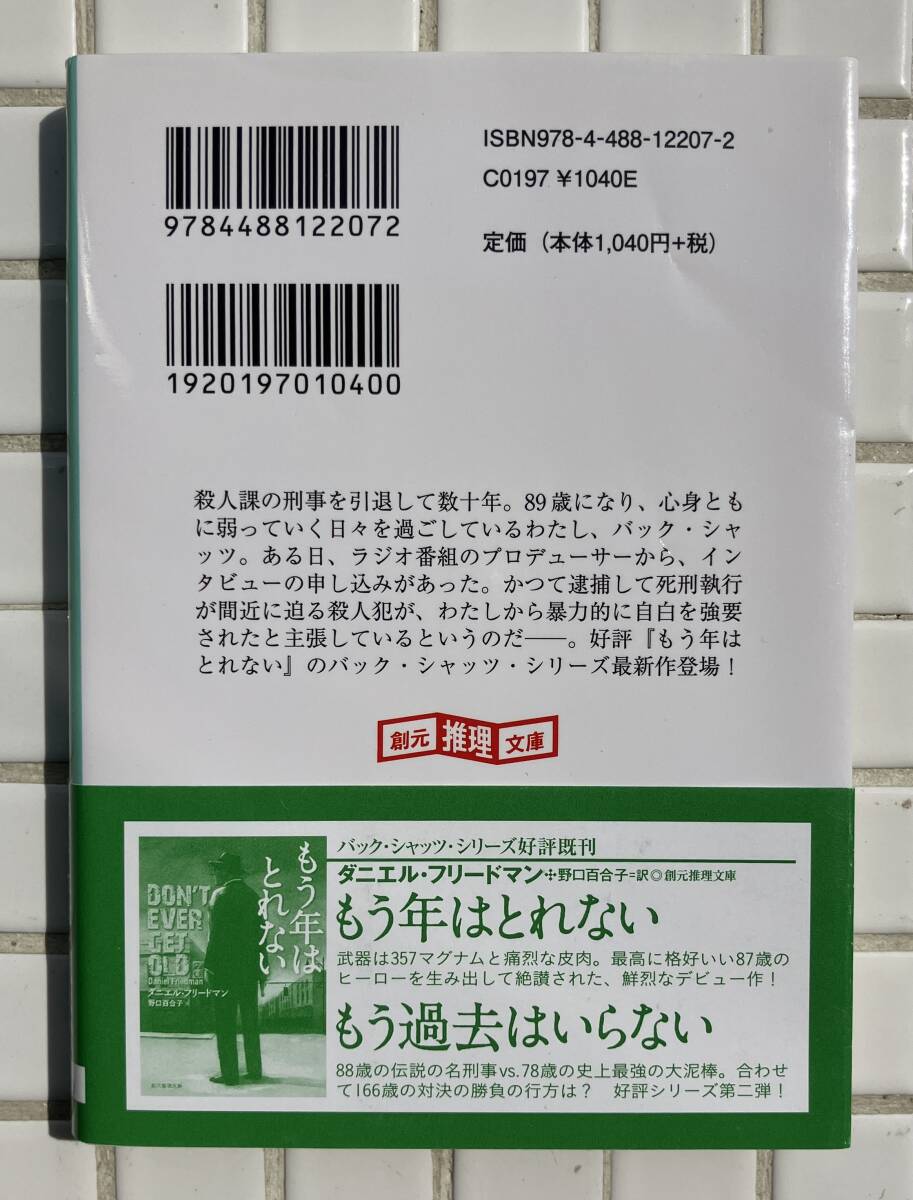 ISBN978-4-488-12207-2
C0197 ¥1040E
定価（本体1,040円+税）
9784488122072
1920197010400
殺人課の刑事を引退して数十年。89歳になり、心身とも
に弱っていく日々を過ごしているわたし、バック・シャ
ッツ。ある日、ラジオ番組のプロデューサーから、イン
タビューの申し込みがあった。かつて逮捕して死刑執行
が間近に迫る殺人犯が、わたしから暴力的に自白を強要
されたと主張しているというのだ――。好評『もう年は
とれない』のバック・シャッツ・シリーズ最新作登場！
創元推理文庫
もう年は
とれない
DON'T
EVER
GET
OLD
Daniel Friedman
ダニエル・フリードマン
野口百合子 訳
創元推理文庫
バック・シャッツ・シリーズ好評既刊
ダニエル・フリードマン✢野口百合子=訳◎創元推理文庫
もう年はとれない
武器は357マグナムと痛烈な皮肉。最高に格好いい87歳の
ヒーローを生み出して絶讃された、鮮烈なデビュー作！
もう過去はいらない
88歳の伝説の名刑事vs.78歳の史上最強の大泥棒。合わせ
て166歳の対決の勝負の行方は？　好評シリーズ第二弾！